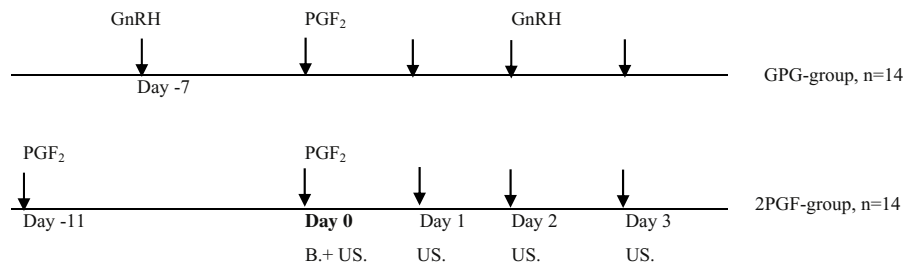 GnRH PGF₂ GnRH
GPG-group, n=14
Day -7
PGF₂ PGF₂
2PGF-group, n=14
Day -11 Day 0 Day 1 Day 2 Day 3
B.+ US. US. US. US.